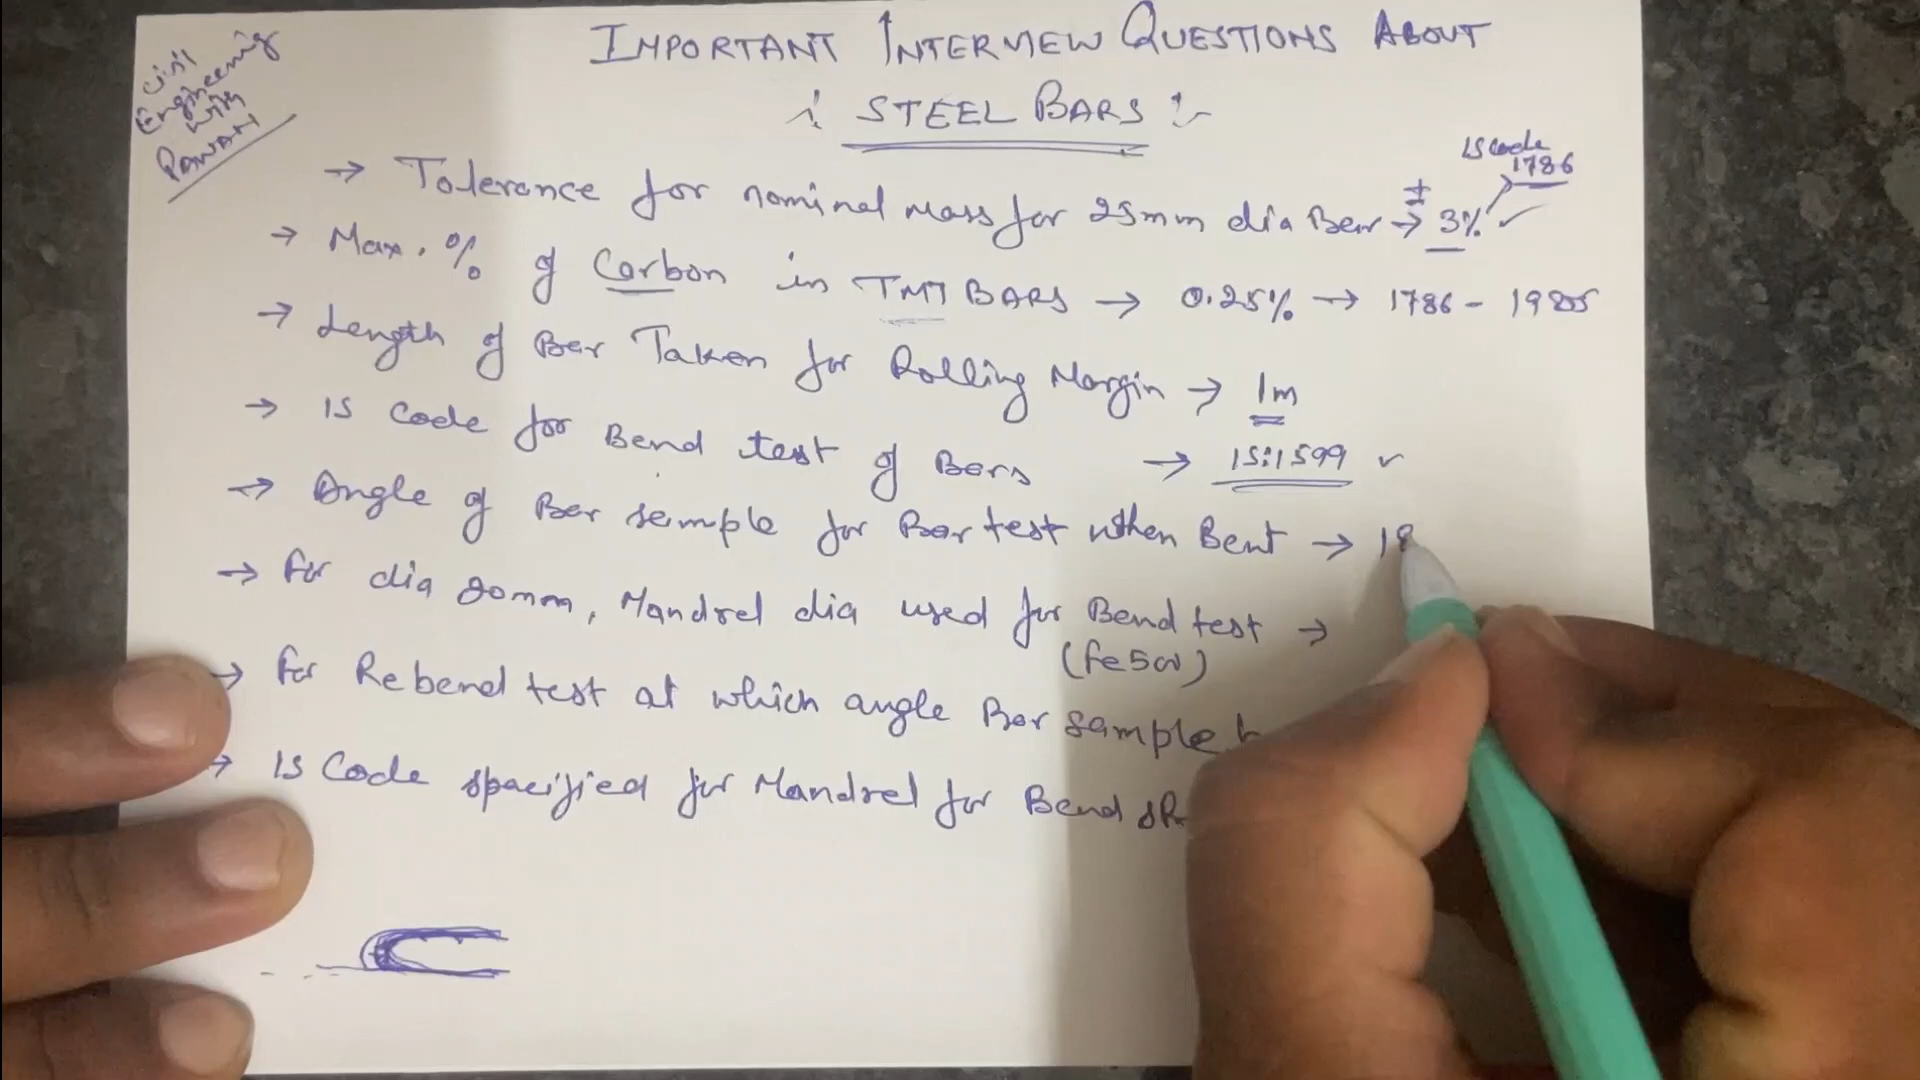 Civil
Engineering
with
PAWAN
IMPORTANT INTERVIEW QUESTIONS ABOUT
STEEL BARS :-
IS Code
1786
→ Tolerance for nominal mass for 25mm dia Bar → ± 3% ✓
→ Max. % of Carbon in TMT BARS → 0.25% → 1786 - 1985
→ Length of Bar Taken for Rolling Margin → 1m
→ IS Code for Bend test of Bars → IS:1599 ✓
→ Angle of Bar sample for Bar test when Bent → 18
→ For dia 20mm, Mandrel dia used for Bend test →
(fe500)
→ For Rebend test at which angle Bar sample
→ IS Code specified for Mandrel for Bend